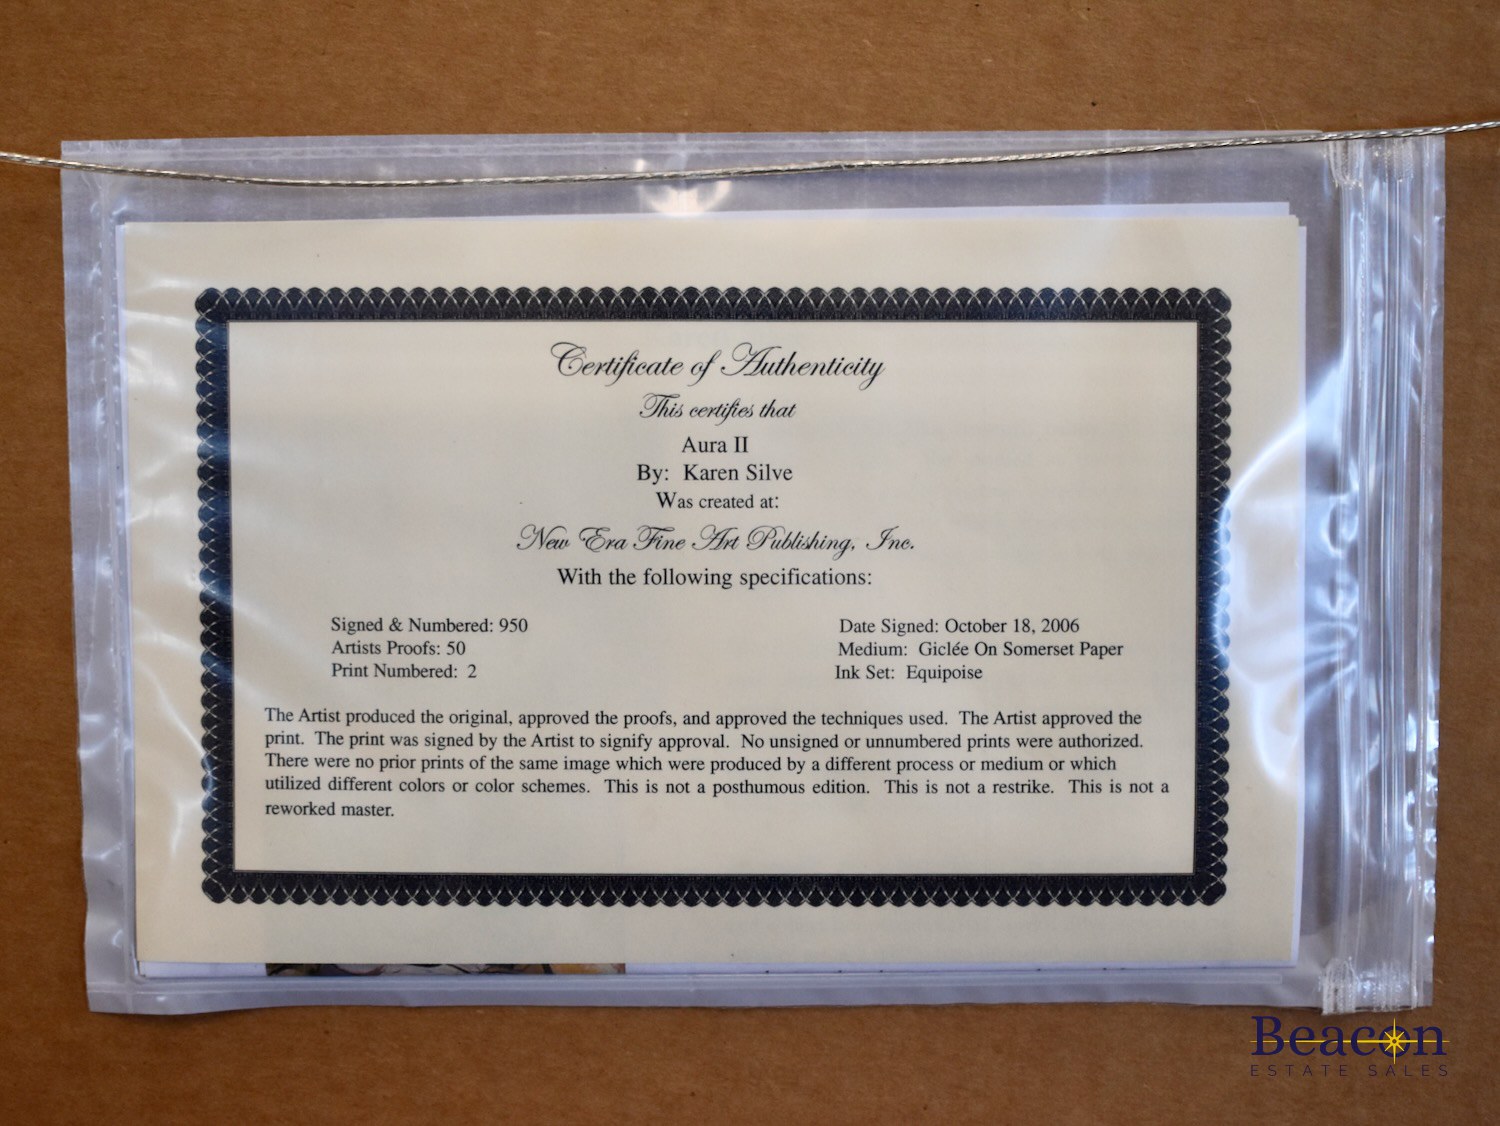 Certificate of Authenticity
This certifies that
Aura II
By: Karen Silve
Was created at:
New Era Fine Art Publishing, Inc.
With the following specifications:
Signed & Numbered: 950
Artists Proofs: 50
Print Numbered: 2
Date Signed: October 18, 2006
Medium: Giclée On Somerset Paper
Ink Set: Equipoise
The Artist produced the original, approved the proofs, and approved the techniques used. The Artist approved the
print. The print was signed by the Artist to signify approval. No unsigned or unnumbered prints were authorized.
There were no prior prints of the same image which were produced by a different process or medium or which
utilized different colors or color schemes. This is not a posthumous edition. This is not a restrike. This is not a
reworked master.
Beacon
ESTATE SALES